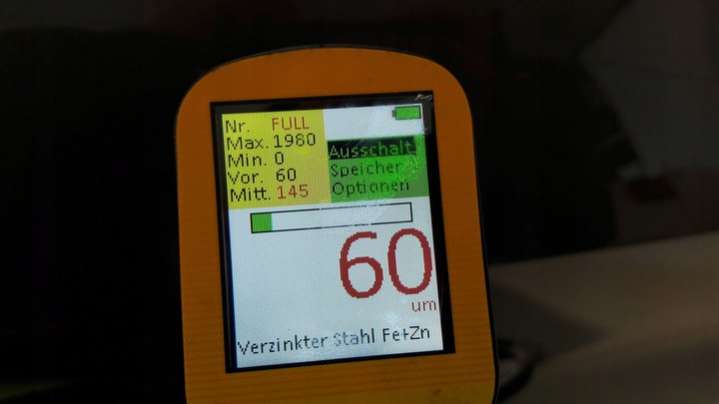 Nr. FULL
Max. 1980
Min. 0
Vor. 60
Mitt. 145
Ausschalt
Speicher
Optionen
60
um
Verzinkter Stahl Fe+Zn